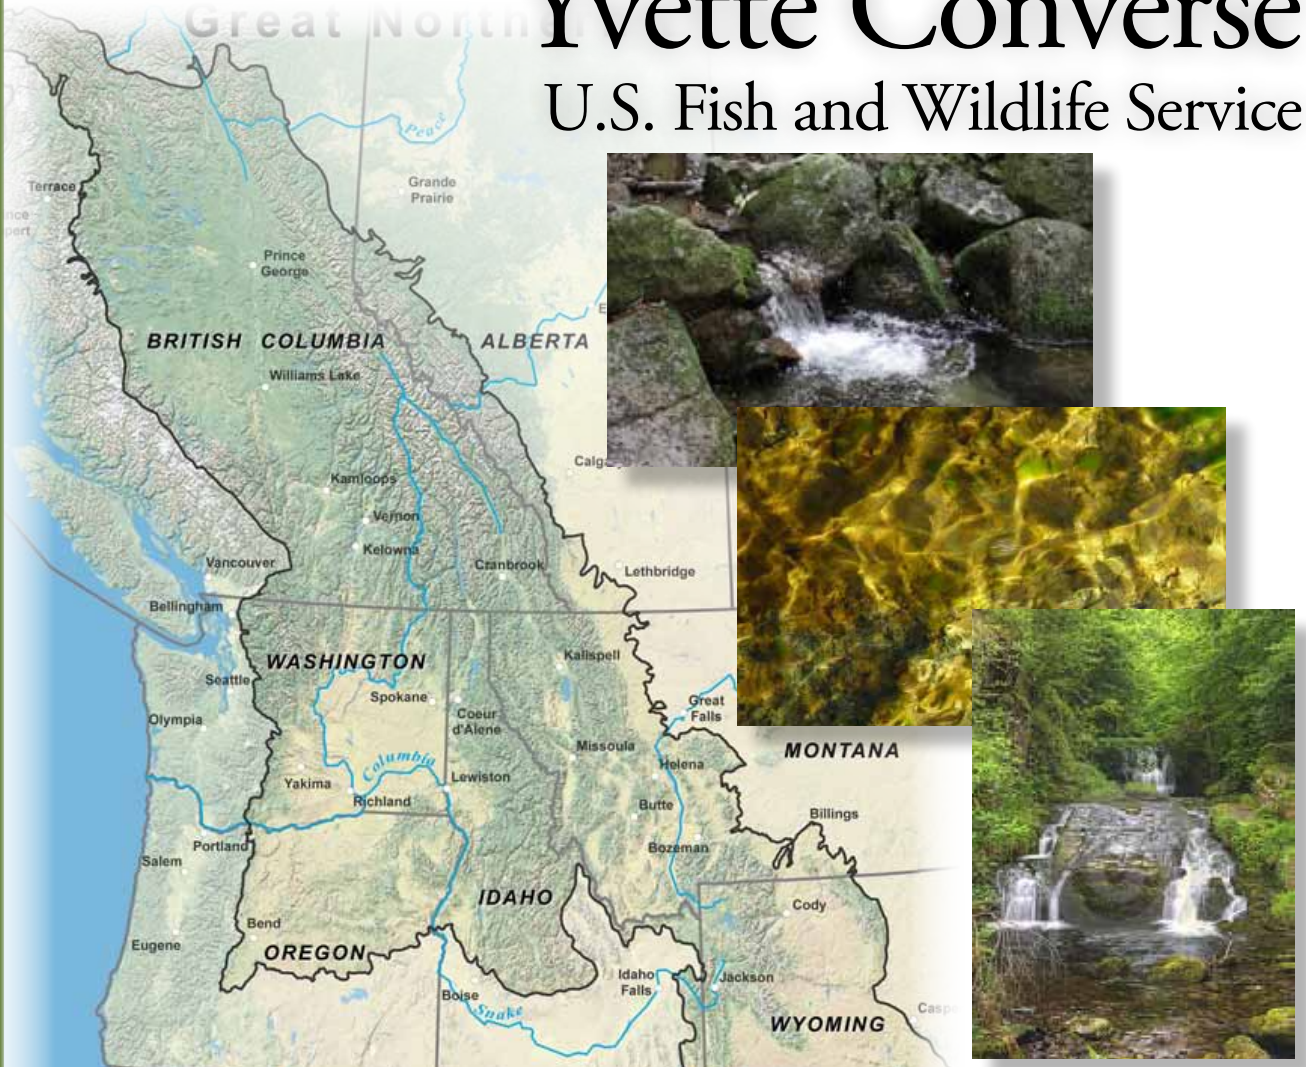 Great North
Yvette Converse
U.S. Fish and Wildlife Service
Peace
Terrace
Grande
Prairie
Prince
George
BRITISH COLUMBIA
ALBERTA
Williams Lake
Kamloops
Vernon
Kelowna
Cranbrook
Vancouver
Lethbridge
Bellingham
WASHINGTON
Kalispell
Seattle
Spokane
Great
Falls
Olympia
Coeur
d'Alene
Missoula
MONTANA
Columbia
Helena
Yakima
Lewiston
Richland
Butte
Billings
Portland
Bozeman
Salem
IDAHO
Cody
Bend
Eugene
OREGON
Idaho
Falls
Jackson
Boise
Snake
WYOMING